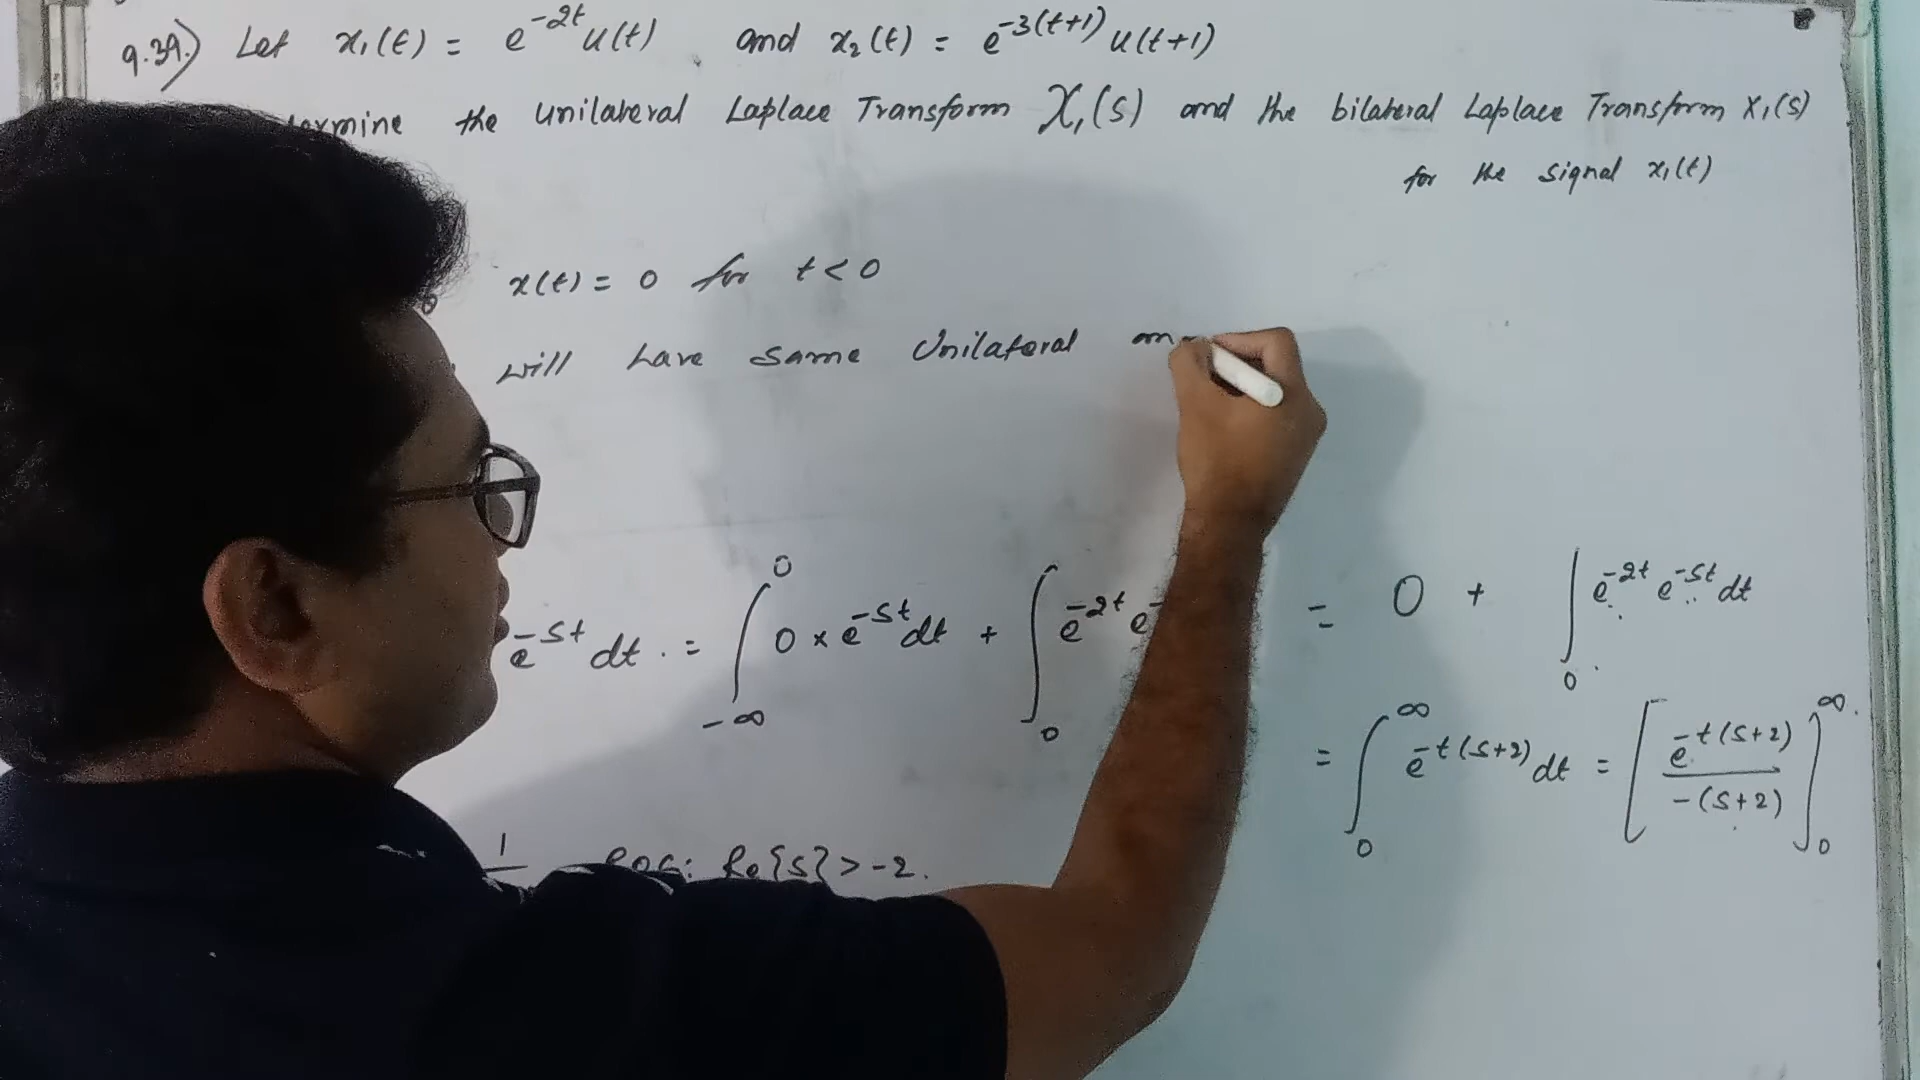 9.39.) Let x₁(t) = e^{-2t} u(t) and x₂(t) = e^{-3(t+1)} u(t+1)
the Unilateral Laplace Transform X₁(s) and the bilateral Laplace Transform X₁(s)
for the signal x₁(t)
x(t) = 0 for t < 0
will have same Unilateral
e^{-st} dt. = ∫_{-∞}^{0} 0 × e^{-st} dt + ∫_{0} e^{-2t} e = 0 + ∫_{0} e^{-2t} e^{-st} dt
= ∫_{0}^{∞} e^{-t(s+2)} dt = [e^{-t(s+2)} / -(s+2)]_{0}^{∞}.
1 ROC: Re{s} > -2.